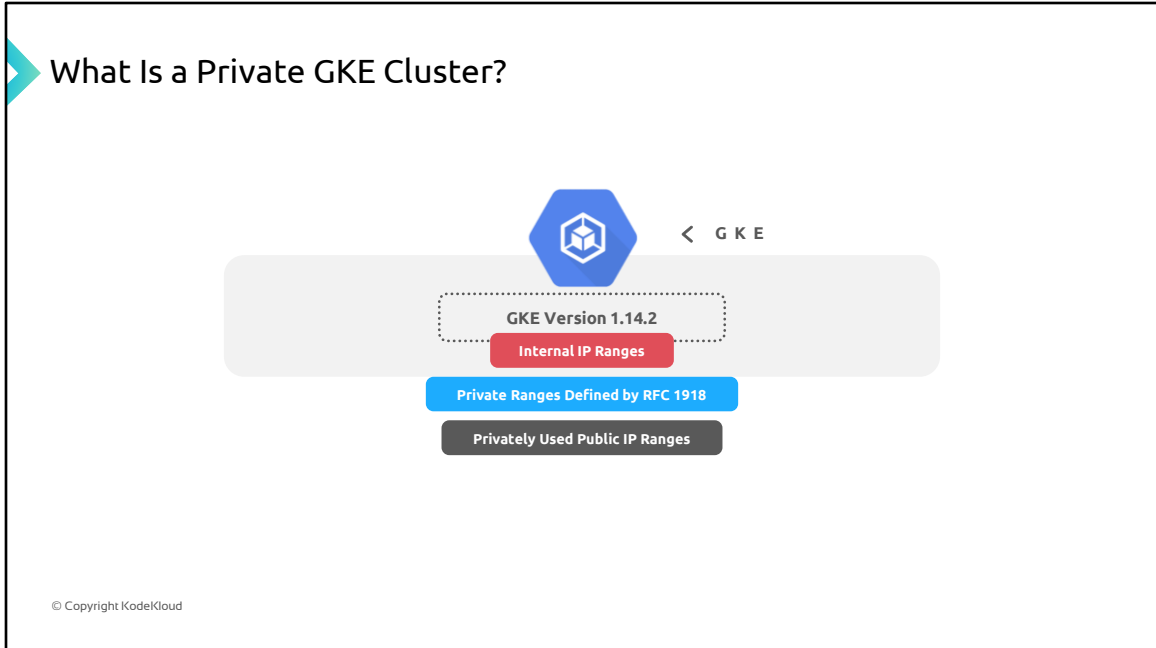 What Is a Private GKE Cluster?
< GKE
GKE Version 1.14.2
Internal IP Ranges
Private Ranges Defined by RFC 1918
Privately Used Public IP Ranges
© Copyright KodeKloud